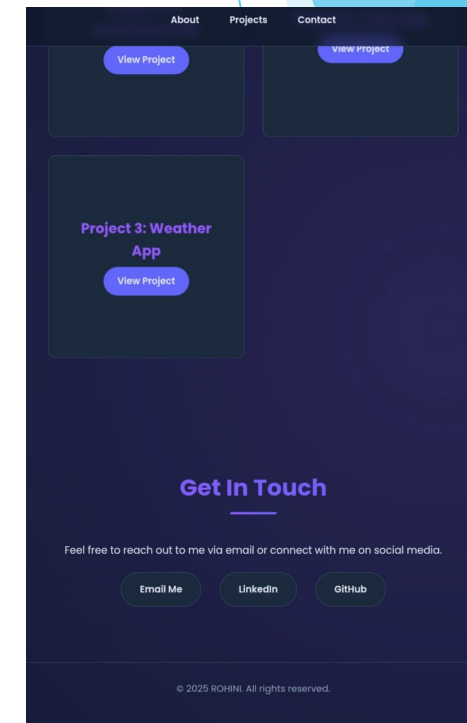 About Projects Contact
View Project View Project
Project 3: Weather
App
View Project
Get In Touch
Feel free to reach out to me via email or connect with me on social media.
Email Me LinkedIn GitHub
© 2025 ROHINI. All rights reserved.